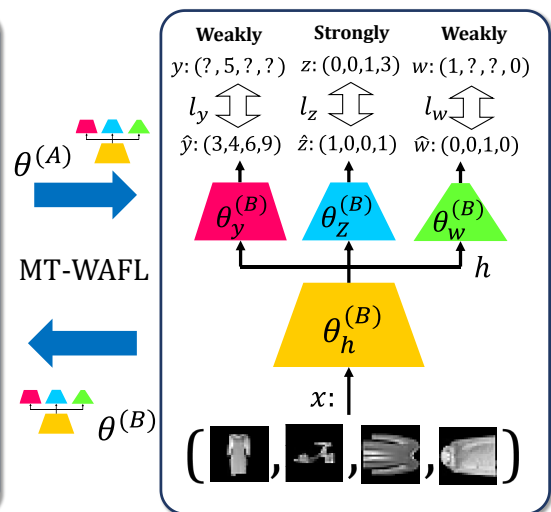 Weakly Strongly Weakly
y: (?, 5, ?, ?) z: (0,0,1,3) w: (1, ?, ?, 0)
l_y l_z l_w
ŷ: (3,4,6,9) ẑ: (1,0,0,1) ŵ: (0,0,1,0)
θ^{(A)}
θ_y^{(B)} θ_z^{(B)} θ_w^{(B)}
MT-WAFL
h
θ_h^{(B)}
x:
θ^{(B)}
( , , , )